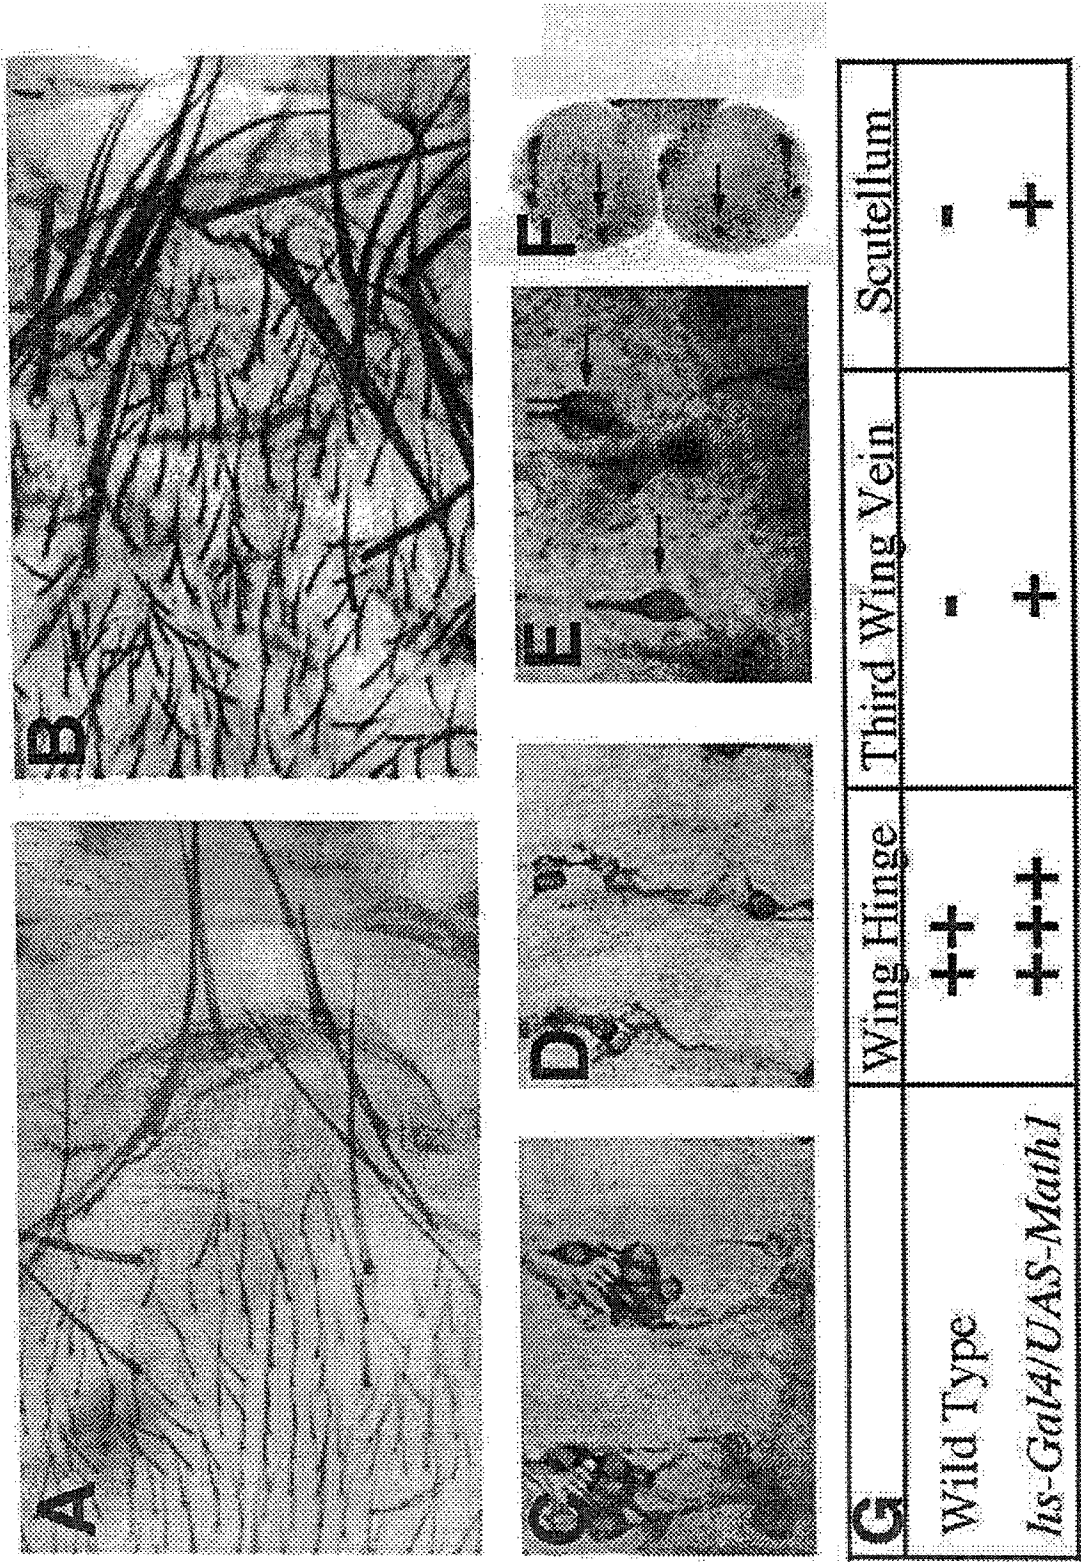 A
B
C
D
E
F
G
Wing Hinge Third Wing Vein Scutellum
Wild Type ++ - -
hs-Gal4/UAS-Math1 +++ + +